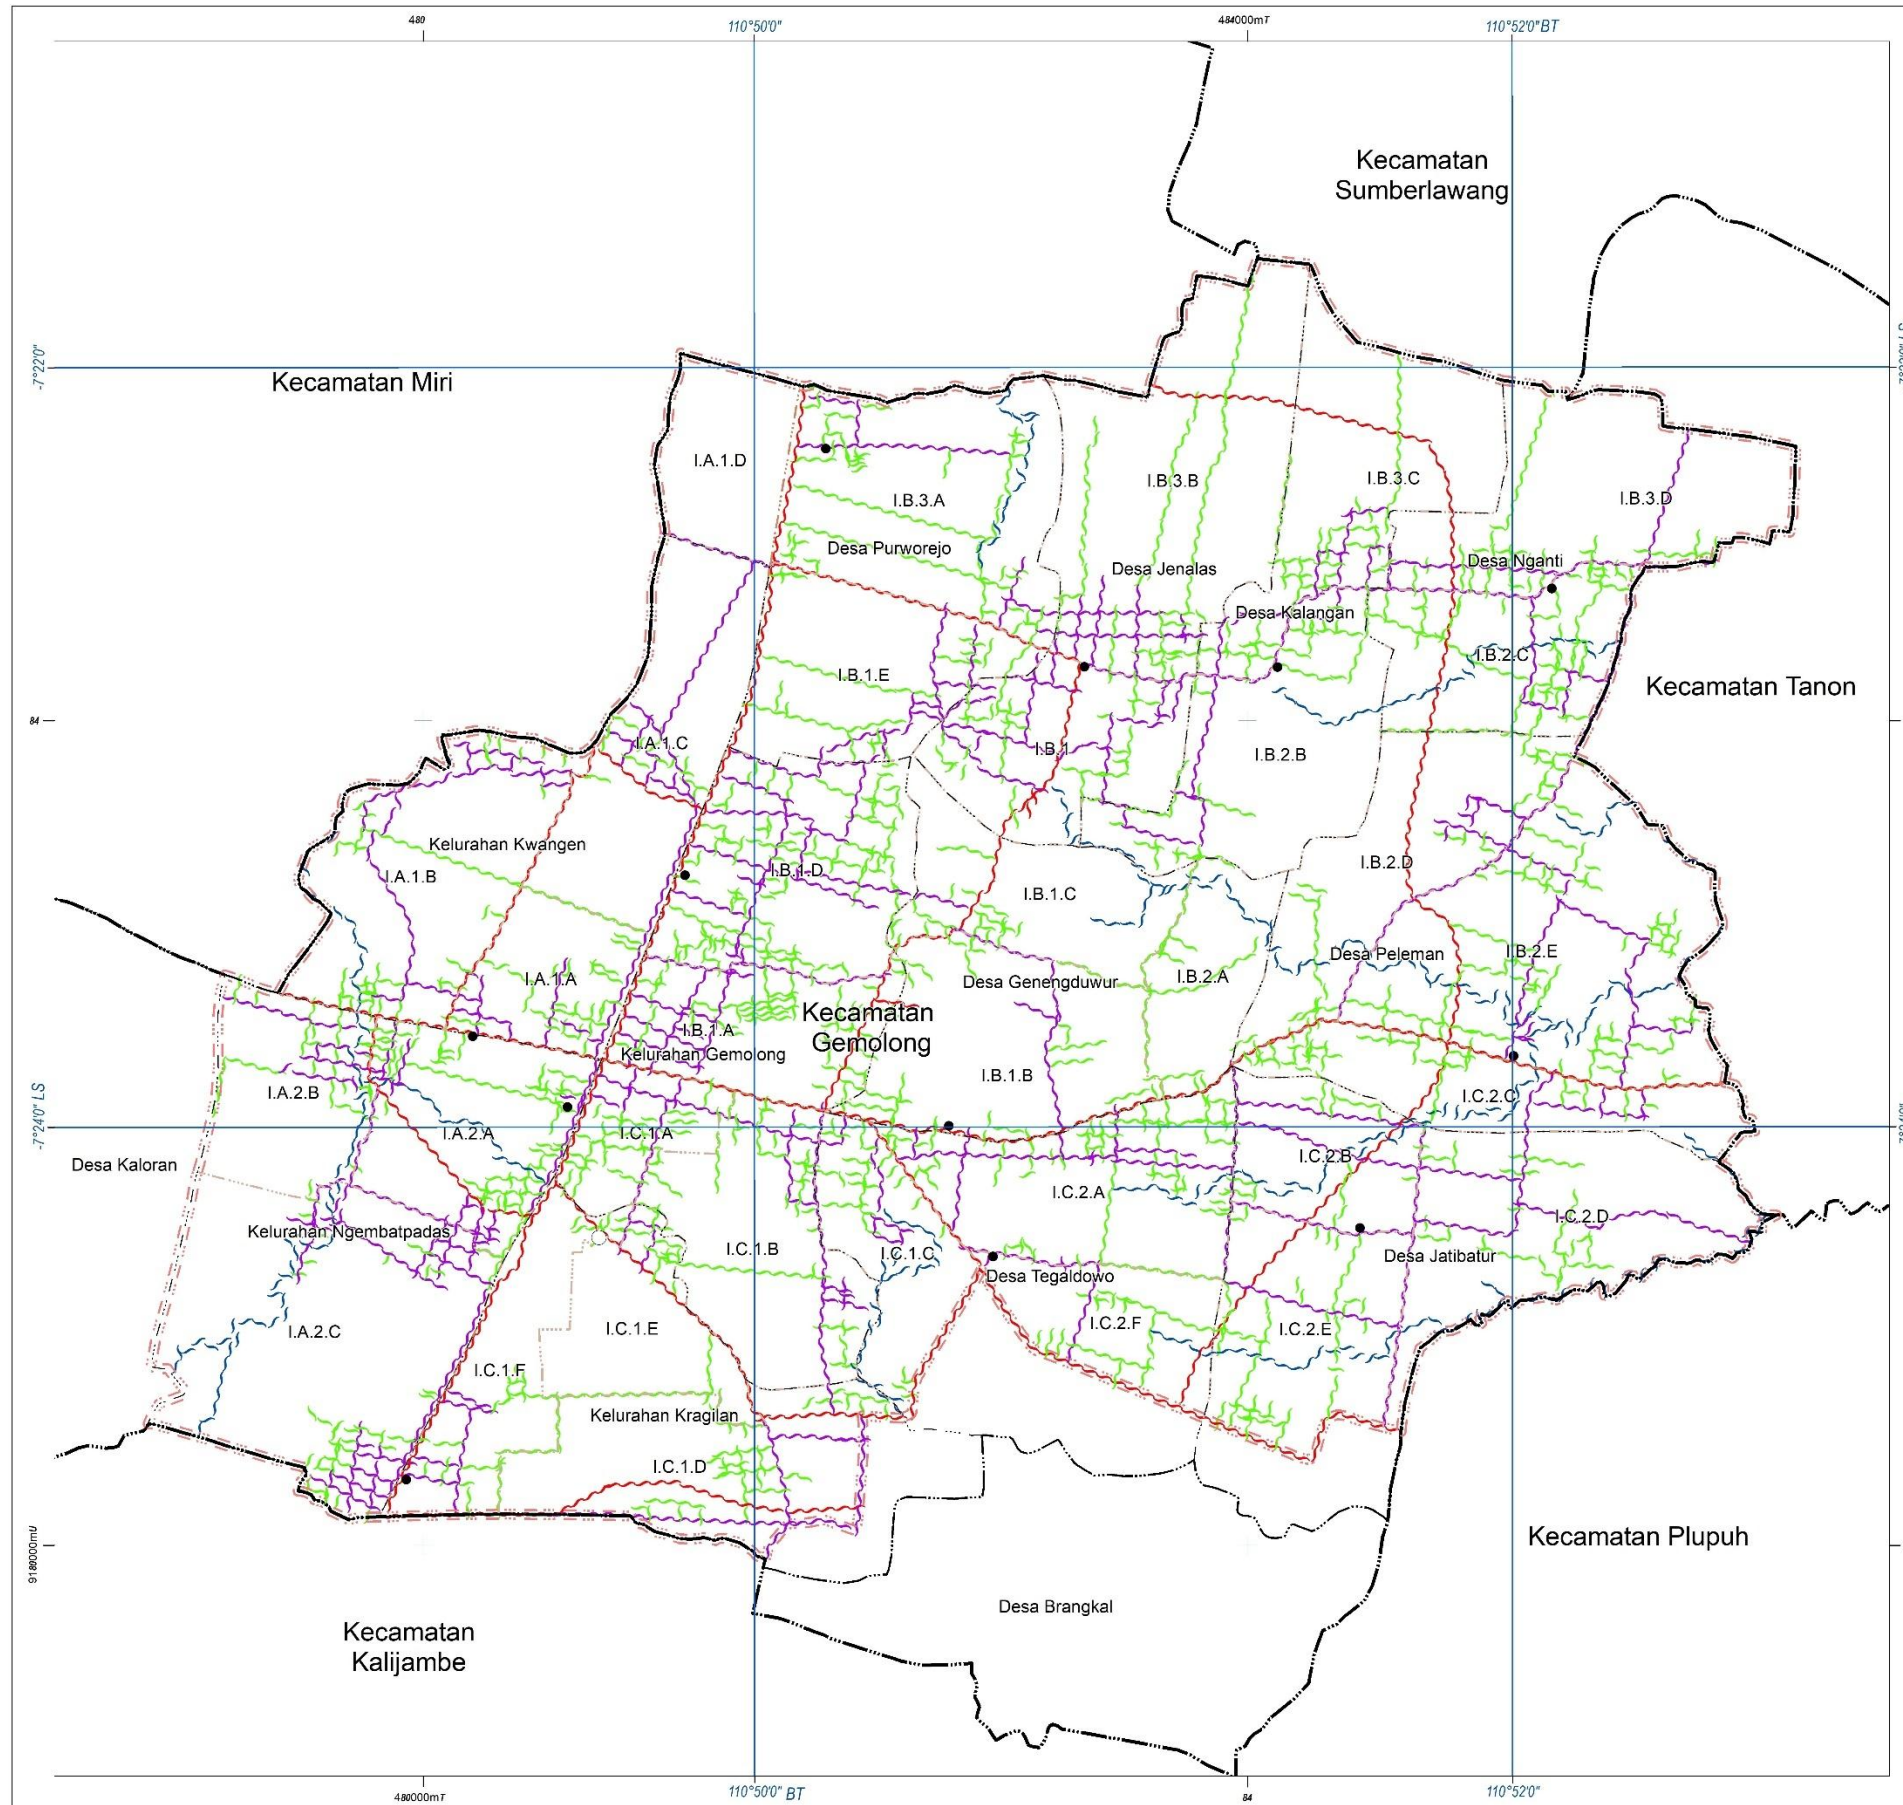 480
110°50'0"
484000mT
110°52'0" BT
Kecamatan
Sumberlawang
-7°22'0"
Kecamatan Miri
I.A.1.D
I.B.3.A
I.B.3.B
I.B.3.C
I.B.3.D
Desa Purworejo
Desa Jenalas
Desa Nganti
Desa Kalangan
I.B.1.E
I.B.2.C
Kecamatan Tanon
84
I.A.1.C
I.B.1
I.B.2.B
Kelurahan Kwangen
I.A.1.B
I.B.1.D
I.B.1.C
I.B.2.D
Desa Peleman
I.B.2.E
I.A.1.A
Desa Genengduwur
I.B.2.A
Kecamatan
Gemolong
I.B.1.A
Kelurahan Gemolong
I.B.1.B
I.A.2.B
I.C.2.C
-7°24'0" LS
I.A.2.A
I.C.1.A
Desa Kaloran
I.C.2.B
I.C.2.A
I.C.2.D
Kelurahan Ngembatpadas
I.C.1.B
I.C.1.C
Desa Jatibatur
Desa Tegaldowo
I.A.2.C
I.C.1.E
I.C.2.F
I.C.2.E
I.C.1.F
Kelurahan Kragilan
I.C.1.D
9180000mU
Kecamatan Plupuh
Desa Brangkal
Kecamatan
Kalijambe
480000mT
110°50'0" BT
84
110°52'0"